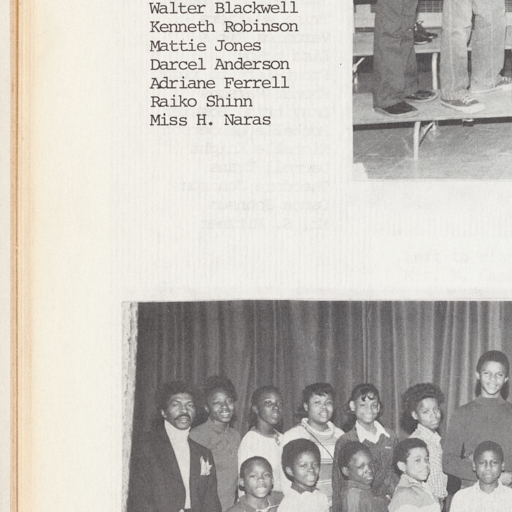 Walter Blackwell
Kenneth Robinson
Mattie Jones
Darcel Anderson
Adriane Ferrell
Raiko Shinn
Miss H. Naras